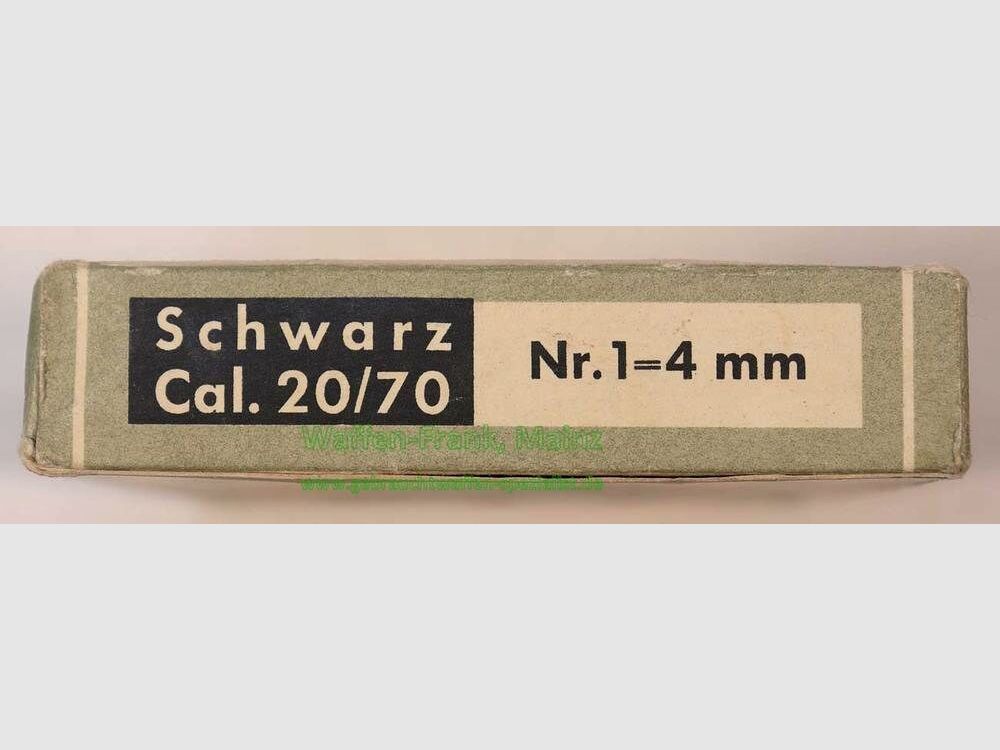 Schwarz
Cal. 20/70
Nr.1=4 mm
Waffen-Frank, Mainz